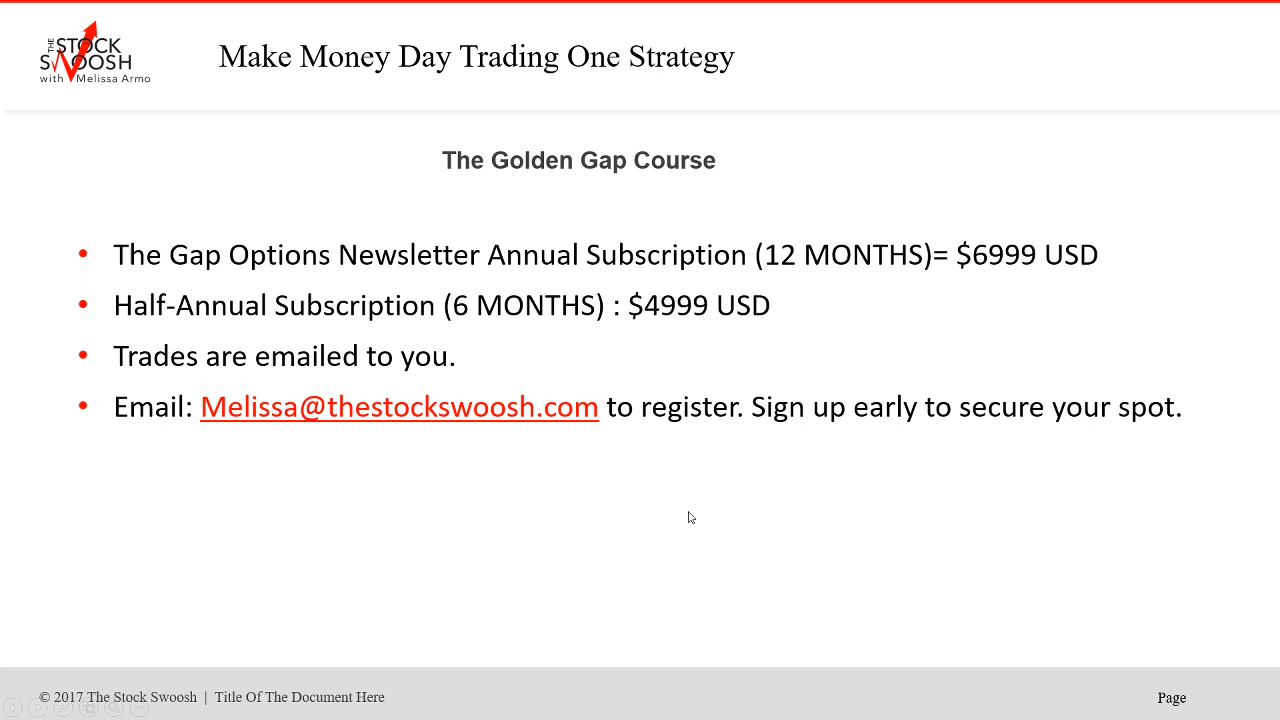 THE STOCK
SWOOSH
with Melissa Armo
Make Money Day Trading One Strategy
The Golden Gap Course
• The Gap Options Newsletter Annual Subscription (12 MONTHS)= $6999 USD
• Half-Annual Subscription (6 MONTHS) : $4999 USD
• Trades are emailed to you.
• Email: Melissa@thestockswoosh.com to register. Sign up early to secure your spot.
© 2017 The Stock Swoosh | Title Of The Document Here
Page